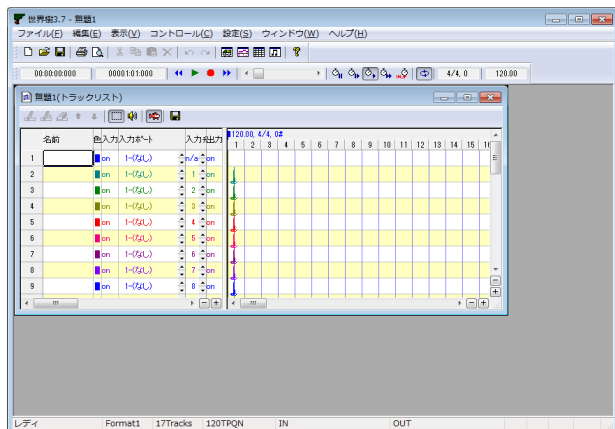 世界樹3.7 - 無題1
ファイル(F) 編集(E) 表示(V) コントロール(C) 設定(S) ウィンドウ(W) ヘルプ(H)
00:00:00:000 00001:01:000 4/4, 0 120.00
無題1(トラックリスト)
名前 色 入力 入力ポート 入力 出力
120.00, 4/4, 0#
1 2 3 4 5 6 7 8 9 10 11 12 13 14 15 16
1 on 1-(なし) n/a on
2 on 1-(なし) 1 on
3 on 1-(なし) 2 on
4 on 1-(なし) 3 on
5 on 1-(なし) 4 on
6 on 1-(なし) 5 on
7 on 1-(なし) 6 on
8 on 1-(なし) 7 on
9 on 1-(なし) 8 on
レディ Format1 17Tracks 120TPQN IN OUT